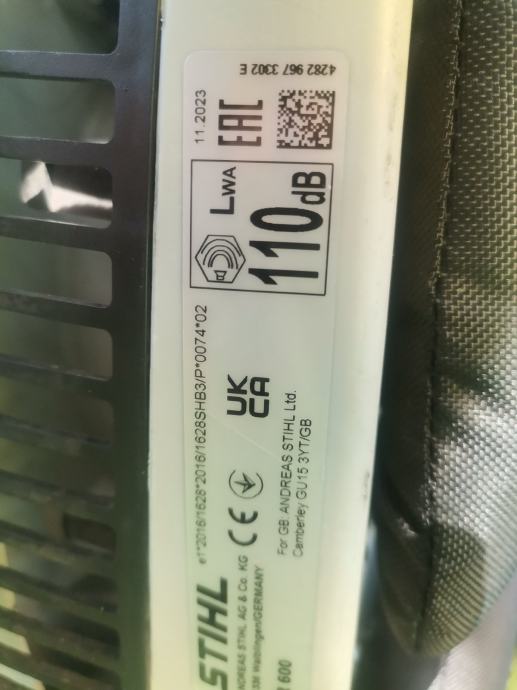 4282 967 3302 E
11.2023
EAC
LWA
110dB
e1*2016/1628*2016/1628SHB3/P*0074*02
UK
CA
CE
STIHL
ANDREAS STIHL AG & Co. KG
Waiblingen/GERMANY
For GB: ANDREAS STIHL Ltd.
Camberley GU15 3YT/GB
600